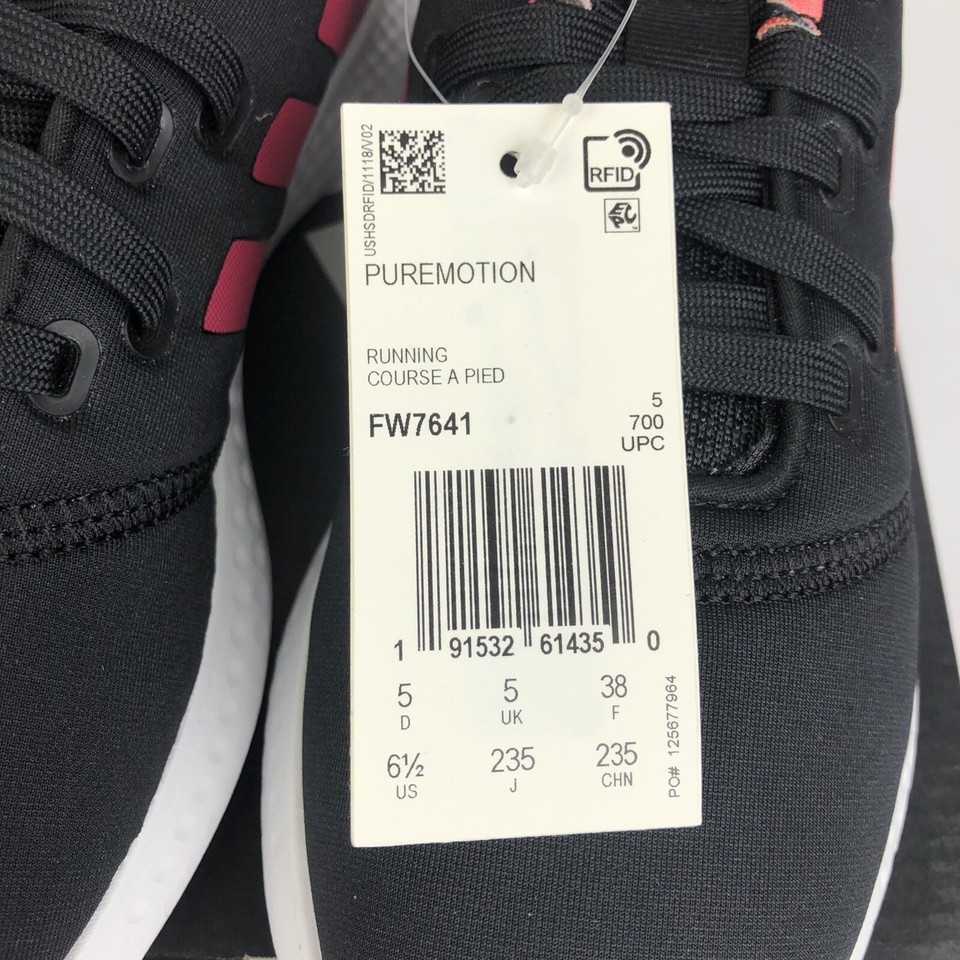 USHSDRFID/1118/V02
RFID
EPC
PUREMOTION
RUNNING
COURSE A PIED
FW7641
5
700
UPC
1 91532 61435 0
5 5 38
D UK F
6½ 235 235
US J CHN
PO# 125677964